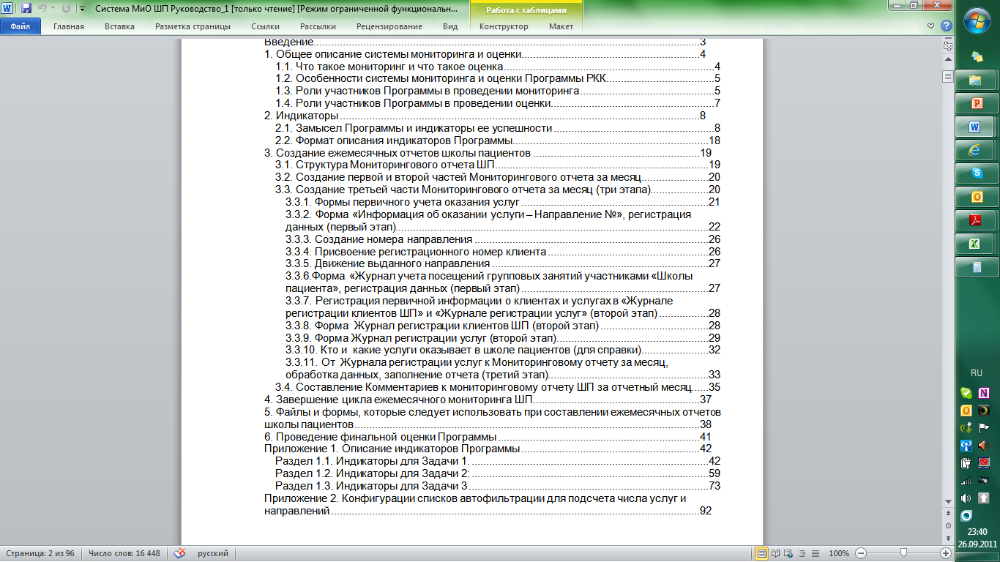 Система МиО ШП Руководство_1 [только чтение] [Режим ограниченной функциональн...
Работа с таблицами
Файл Главная Вставка Разметка страницы Ссылки Рассылки Рецензирование Вид Конструктор Макет
Введение 3
1. Общее описание системы мониторинга и оценки 4
1.1. Что такое мониторинг и что такое оценка 4
1.2. Особенности системы мониторинга и оценки Программы РКК 5
1.3. Роли участников Программы в проведении мониторинга 5
1.4. Роли участников Программы в проведении оценки 7
2. Индикаторы 8
2.1. Замысел Программы и индикаторы ее успешности 8
2.2. Формат описания индикаторов Программы 18
3. Создание ежемесячных отчетов школы пациентов 19
3.1. Структура Мониторингового отчета ШП 19
3.2. Создание первой и второй частей Мониторингового отчета за месяц 20
3.3. Создание третьей части Мониторингового отчета за месяц (три этапа) 20
3.3.1. Формы первичного учета оказания услуг 21
3.3.2. Форма «Информация об оказании услуги – Направление №», регистрация
данных (первый этап) 22
3.3.3. Создание номера направления 26
3.3.4. Присвоение регистрационного номер клиента 26
3.3.5. Движение выданного направления 27
3.3.6.Форма «Журнал учета посещений групповых занятий участниками «Школы
пациента», регистрация данных (первый этап) 27
3.3.7. Регистрация первичной информации о клиентах и услугах в «Журнале
регистрации клиентов ШП» и «Журнале регистрации услуг» (второй этап) 28
3.3.8. Форма Журнал регистрации клиентов ШП (второй этап) 28
3.3.9. Форма Журнал регистрации услуг (второй этап) 29
3.3.10. Кто и какие услуги оказывает в школе пациентов (для справки) 32
3.3.11. От Журнала регистрации услуг к Мониторинговому отчету за месяц,
обработка данных, заполнение отчета (третий этап) 33
3.4. Составление Комментариев к мониторинговому отчету ШП за отчетный месяц 35
4. Завершение цикла ежемесячного мониторинга ШП 37
5. Файлы и формы, которые следует использовать при составлении ежемесячных отчетов
школы пациентов 38
6. Проведение финальной оценки Программы 41
Приложение 1. Описание индикаторов Программы 42
Раздел 1.1. Индикаторы для Задачи 1. 42
Раздел 1.2. Индикаторы для Задачи 2: 59
Раздел 1.3. Индикаторы для Задачи 3 73
Приложение 2. Конфигурации списков автофильтрации для подсчета числа услуг и
направлений 92
Страница: 2 из 96 Число слов: 16 448 русский 100%
RU
23:40
26.09.2011